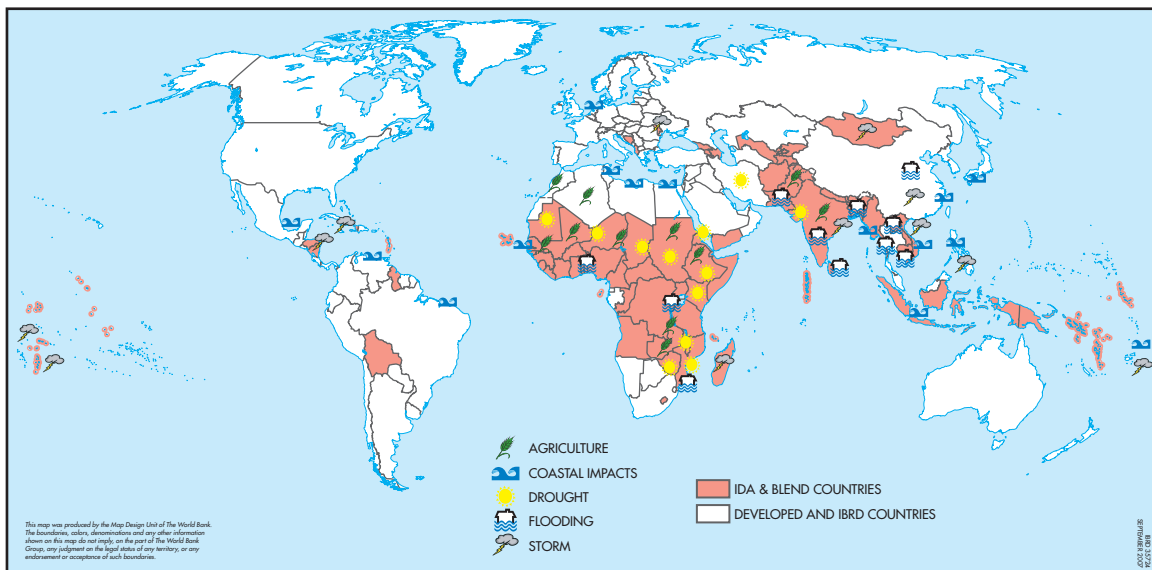 AGRICULTURE
COASTAL IMPACTS
DROUGHT
FLOODING
STORM
IDA & BLEND COUNTRIES
DEVELOPED AND IBRD COUNTRIES
This map was produced by the Map Design Unit of The World Bank.
The boundaries, colors, denominations and any other information
shown on this map do not imply, on the part of The World Bank
Group, any judgment on the legal status of any territory, or any
endorsement or acceptance of such boundaries.
IBRD 35724
SEPTEMBER 2007